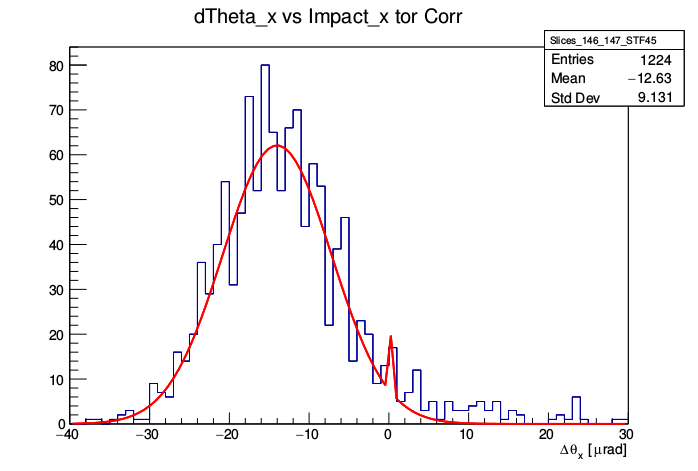 dTheta_x vs Impact_x tor Corr
Slices_146_147_STF45
Entries 1224
Mean −12.63
Std Dev 9.131
80
70
60
50
40
30
20
10
0
−40 −30 −20 −10 0 10 20 30
Δθx [μrad]